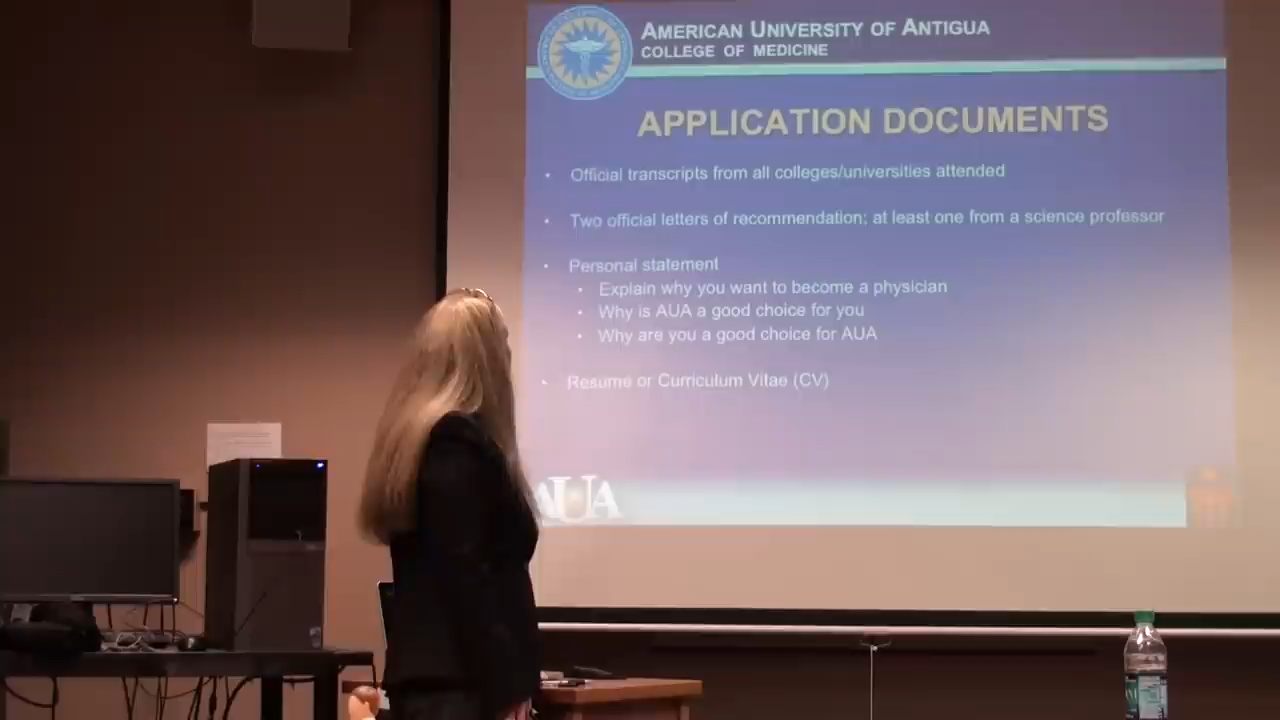 AMERICAN UNIVERSITY OF ANTIGUA
COLLEGE OF MEDICINE
APPLICATION DOCUMENTS
• Official transcripts from all colleges/universities attended
• Two official letters of recommendation; at least one from a science professor
• Personal statement
• Explain why you want to become a physician
• Why is AUA a good choice for you
• Why are you a good choice for AUA
• Resume or Curriculum Vitae (CV)
AUA